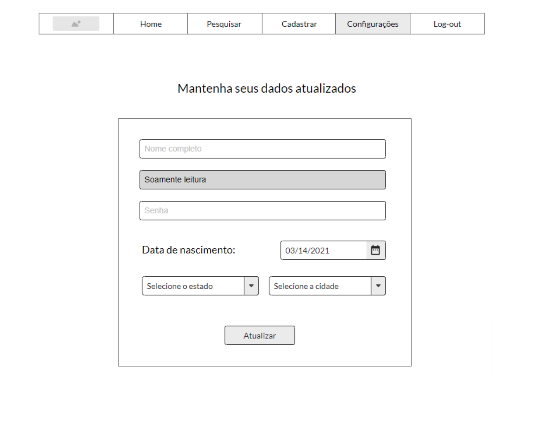 Home Pesquisar Cadastrar Configurações Log-out
Mantenha seus dados atualizados
Nome completo
Soamente leitura
Senha
Data de nascimento: 03/14/2021
Selecione o estado Selecione a cidade
Atualizar